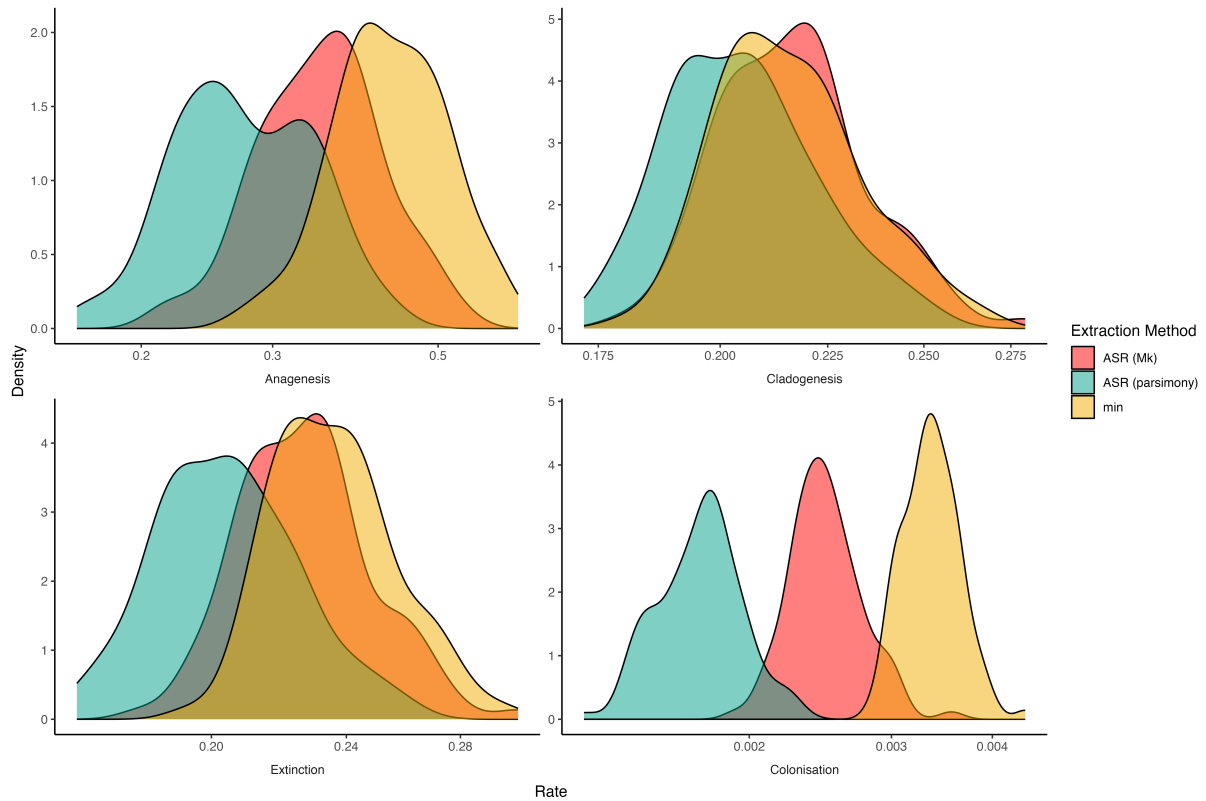 Density
2.0
1.5
1.0
0.5
0.0
0.2 0.3 0.5
Anagenesis
5
4
3
2
1
0
0.175 0.200 0.225 0.250 0.275
Cladogenesis
4
3
2
1
0
0.20 0.24 0.28
Extinction
5
4
3
2
1
0
0.002 0.003 0.004
Colonisation
Rate
Extraction Method
ASR (Mk)
ASR (parsimony)
min